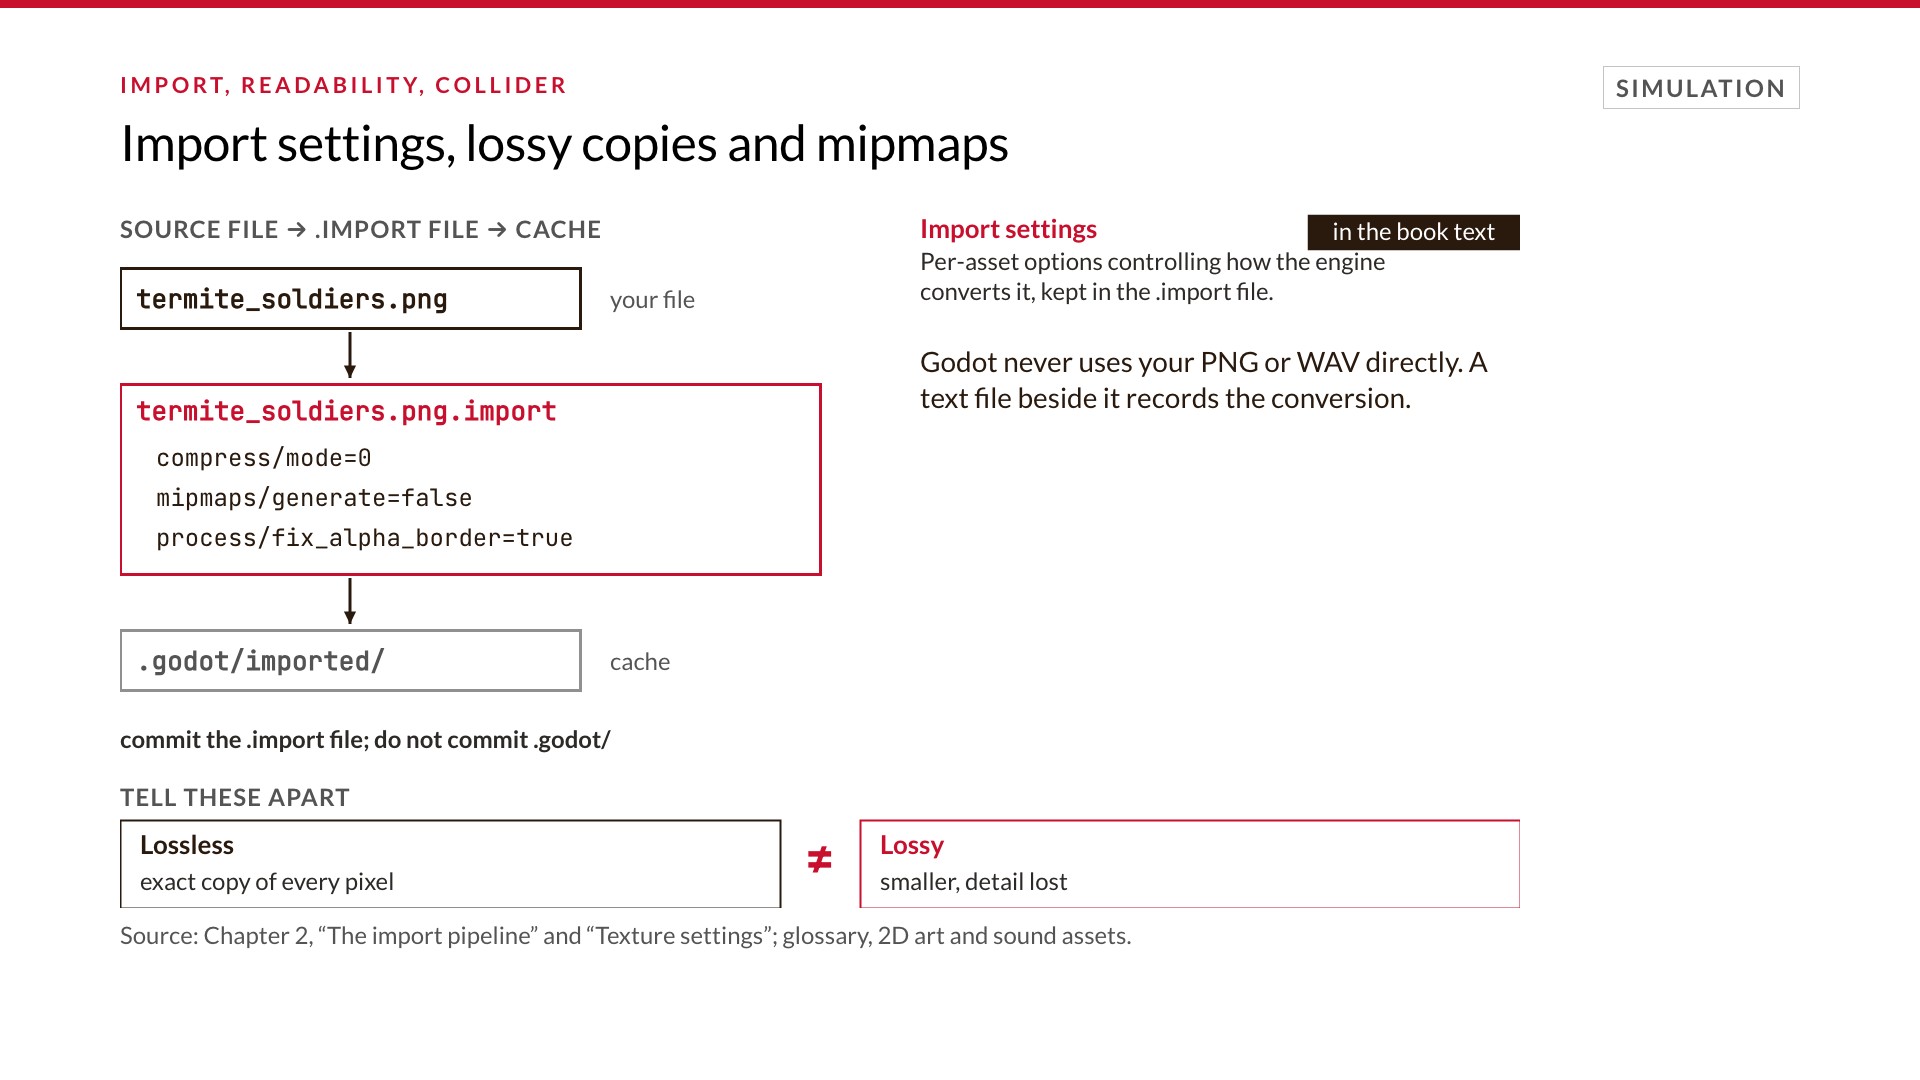 IMPORT, READABILITY, COLLIDER
SIMULATION
Import settings, lossy copies and mipmaps
SOURCE FILE → .IMPORT FILE → CACHE
termite_soldiers.png
your file
termite_soldiers.png.import
compress/mode=0
mipmaps/generate=false
process/fix_alpha_border=true
.godot/imported/
cache
commit the .import file; do not commit .godot/
Import settings
in the book text
Per-asset options controlling how the engine
converts it, kept in the .import file.
Godot never uses your PNG or WAV directly. A
text file beside it records the conversion.
TELL THESE APART
Lossless
exact copy of every pixel
≠
Lossy
smaller, detail lost
Source: Chapter 2, “The import pipeline” and “Texture settings”; glossary, 2D art and sound assets.